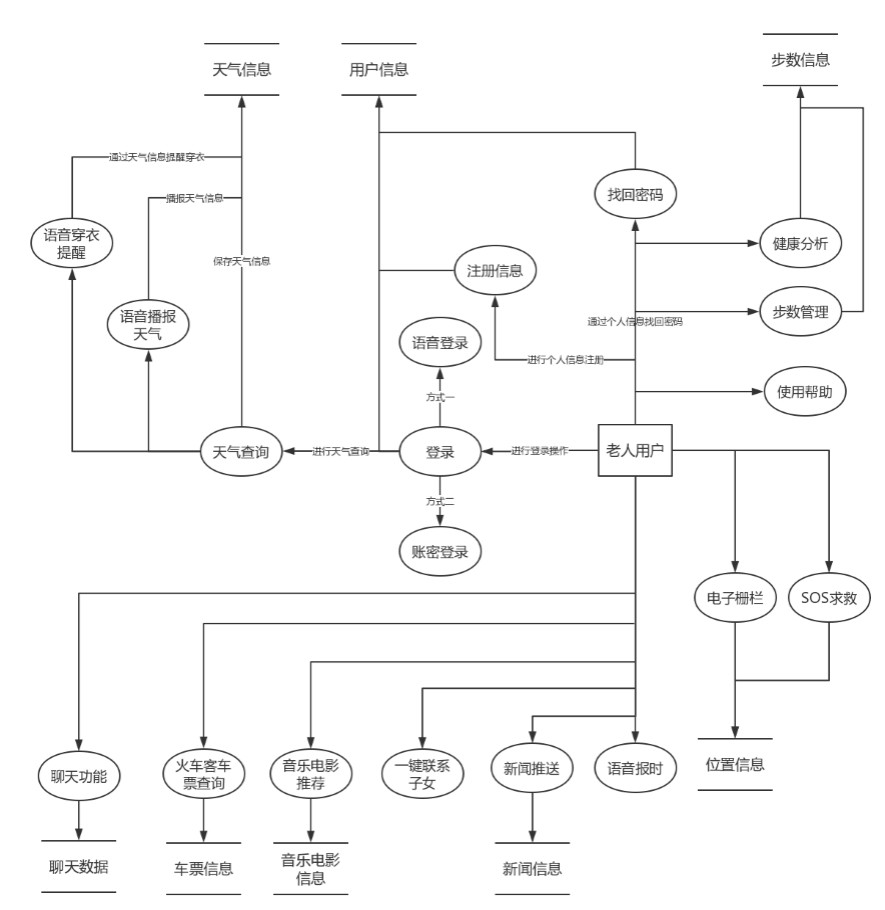 步数信息
天气信息
用户信息
通过天气信息提醒穿衣
播报天气信息
找回密码
语音穿衣
提醒
健康分析
保存天气信息
注册信息
语音播报
天气
步数管理
通过个人信息找回密码
语音登录
进行个人信息注册
方式一
使用帮助
天气查询
进行天气查询
登录
进行登录操作
老人用户
方式二
账密登录
电子栅栏
SOS求救
聊天功能
火车客车
票查询
音乐电影
推荐
一键联系
子女
新闻推送
语音报时
位置信息
聊天数据
车票信息
音乐电影
信息
新闻信息